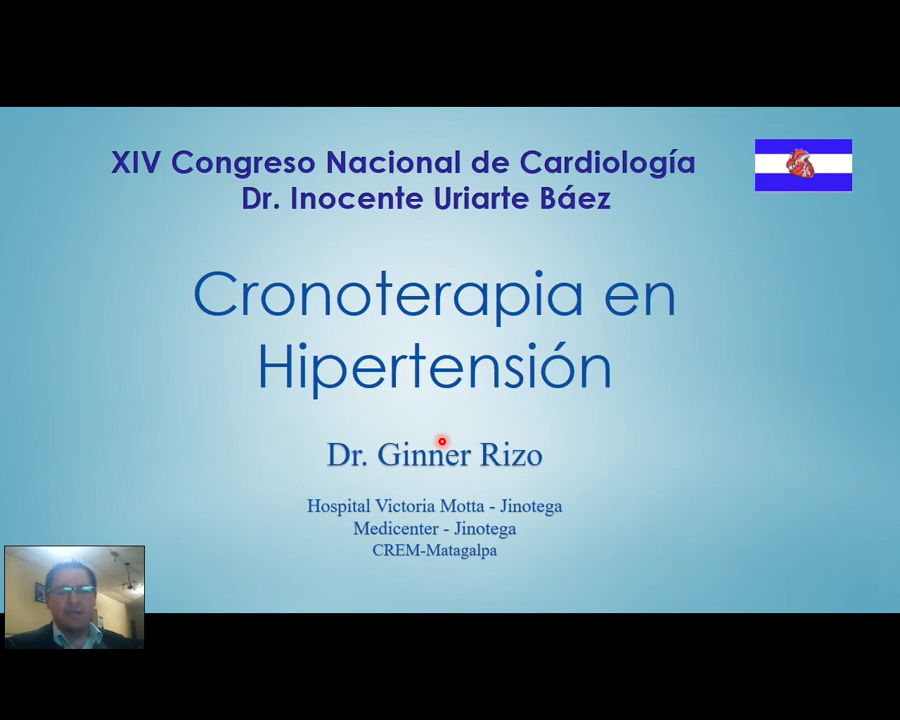 XIV Congreso Nacional de Cardiología
Dr. Inocente Uriarte Báez
Cronoterapia en
Hipertensión
Dr. Ginner Rizo
Hospital Victoria Motta - Jinotega
Medicenter - Jinotega
CREM-Matagalpa